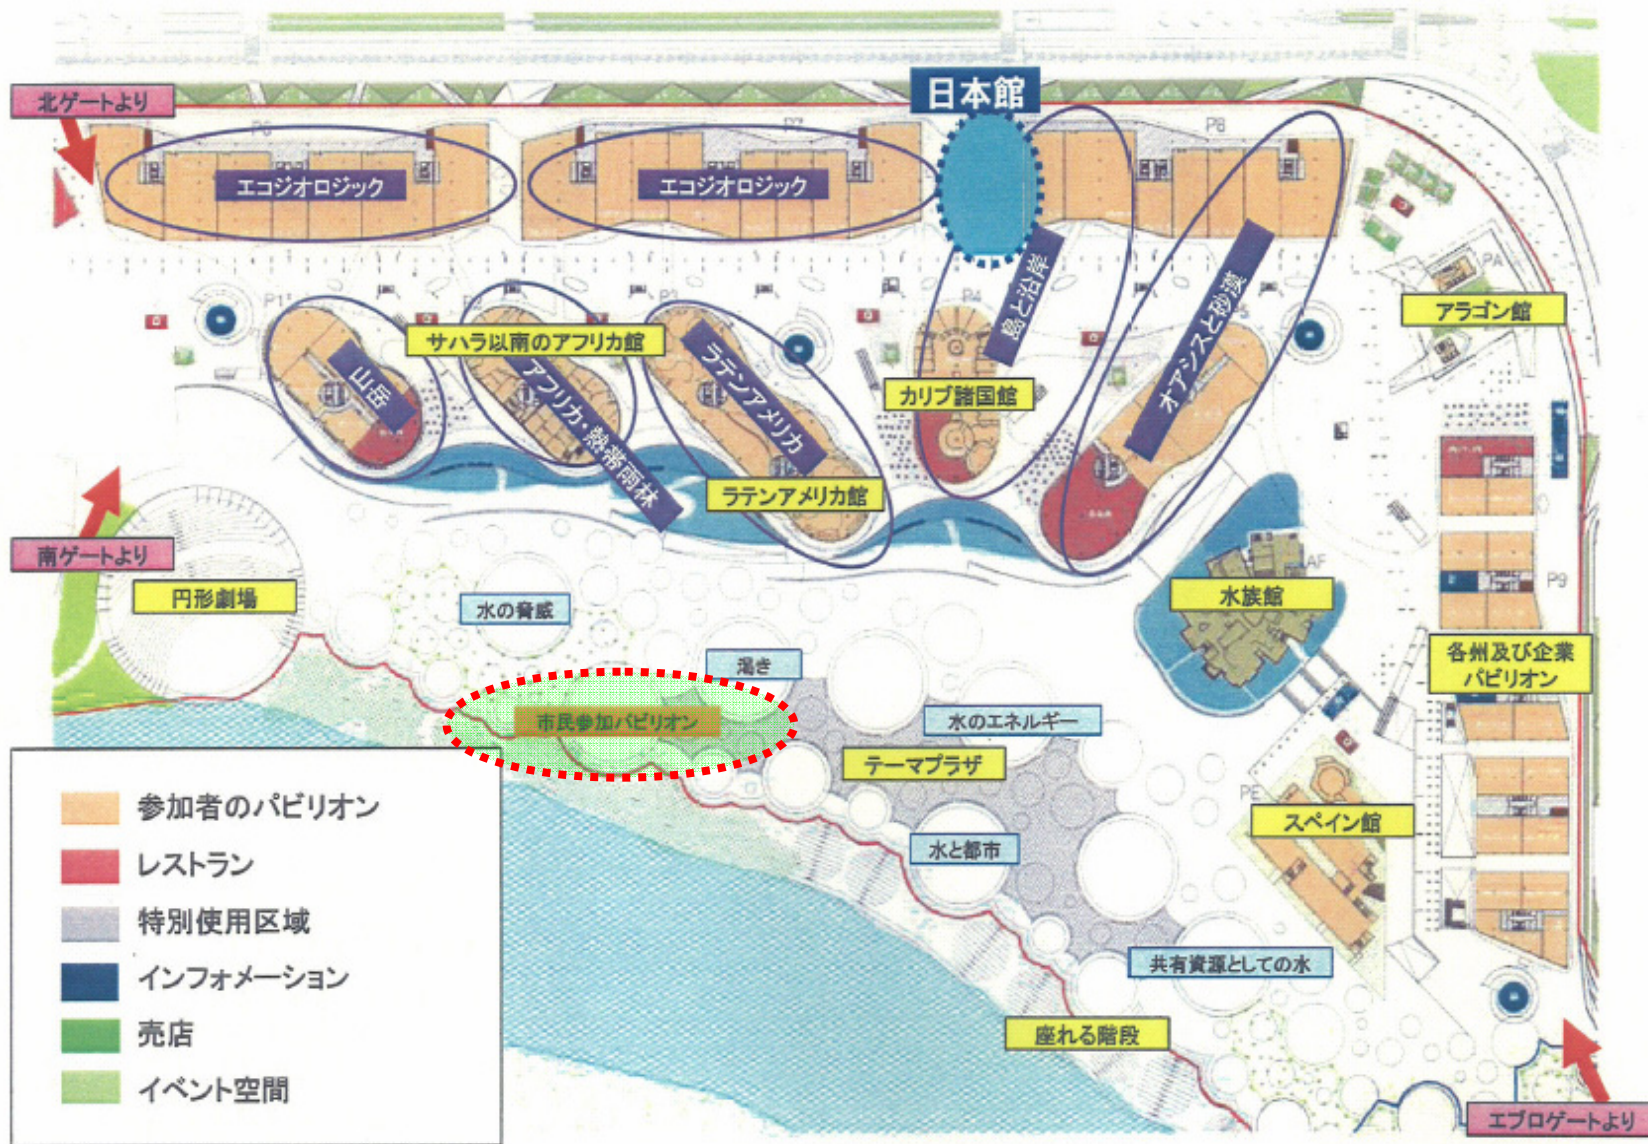 日本館
北ゲートより
P6
P7
P8
エコジオロジック
エコジオロジック
島と沿岸
オアシスと砂漠
PA
アラゴン館
P1
P3
P4
サハラ以南のアフリカ館
山岳
アフリカ・熱帯雨林
ラテンアメリカ
カリブ諸国館
ラテンアメリカ館
南ゲートより
円形劇場
水の脅威
水族館
AF
P9
渇き
各州及び企業
パビリオン
市民参加パビリオン
水のエネルギー
テーマプラザ
PE
スペイン館
水と都市
共有資源としての水
座れる階段
エブロゲートより
参加者のパビリオン
レストラン
特別使用区域
インフォメーション
売店
イベント空間